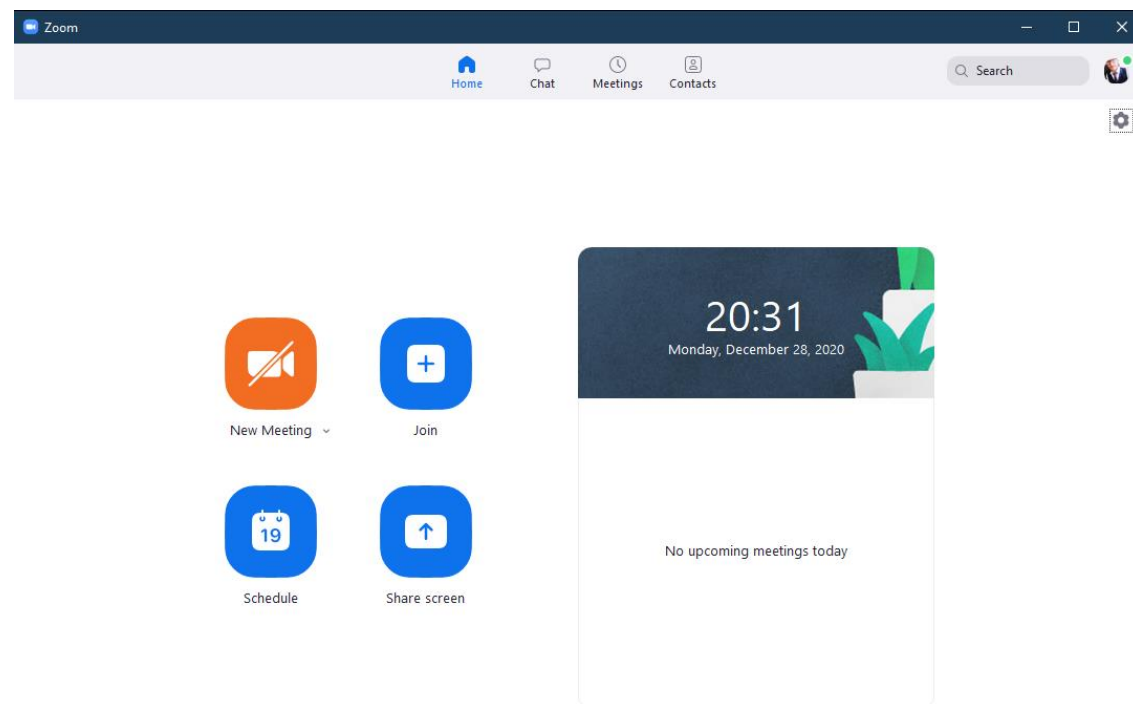 Zoom
Home Chat Meetings Contacts Search
20:31
Monday, December 28, 2020
New Meeting Join
19
Schedule Share screen
No upcoming meetings today